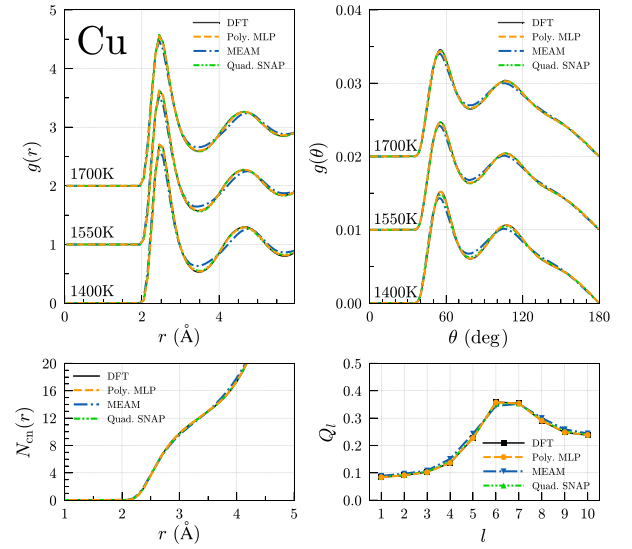 Cu
DFT
Poly. MLP
MEAM
Quad. SNAP
1700K
1550K
1400K
g(r)
5
4
3
2
1
0
0 2 4
r (Å)
DFT
Poly. MLP
MEAM
Quad. SNAP
1700K
1550K
1400K
g(θ)
0.04
0.03
0.02
0.01
0.00
0 60 120 180
θ (deg)
DFT
Poly. MLP
MEAM
Quad. SNAP
N_cn(r)
20
16
12
8
4
0
1 2 3 4 5
r (Å)
Q_l
0.5
0.4
0.3
0.2
0.1
0.0
DFT
Poly. MLP
MEAM
Quad. SNAP
1 2 3 4 5 6 7 8 9 10
l